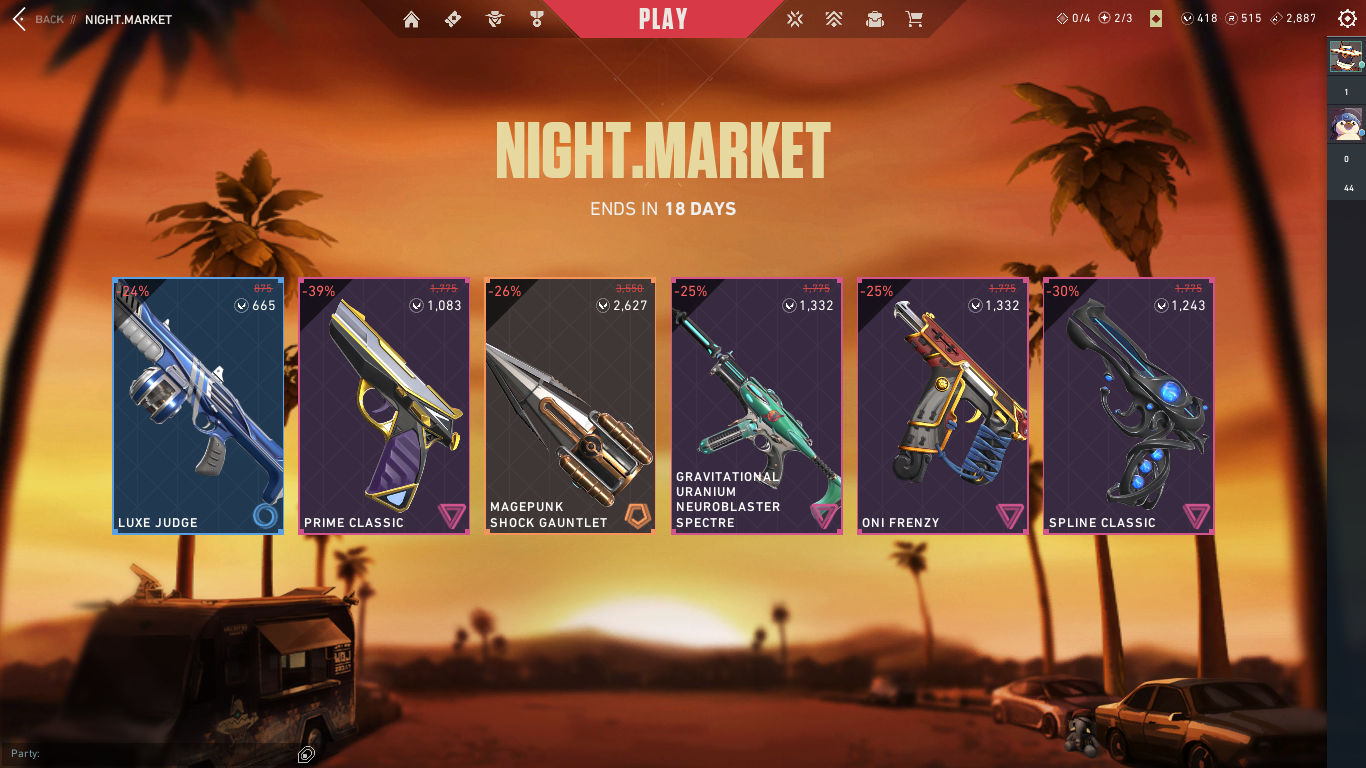 BACK // NIGHT.MARKET
PLAY
0/4 2/3 418 515 2,887
NIGHT.MARKET
ENDS IN 18 DAYS
-24% 875
665
LUXE JUDGE
-39% 1,775
1,083
PRIME CLASSIC
-26% 3,550
2,627
MAGEPUNK
SHOCK GAUNTLET
-25% 1,775
1,332
GRAVITATIONAL
URANIUM
NEUROBLASTER
SPECTRE
-25% 1,775
1,332
ONI FRENZY
-30% 1,775
1,243
SPLINE CLASSIC
1
0
44
Party: